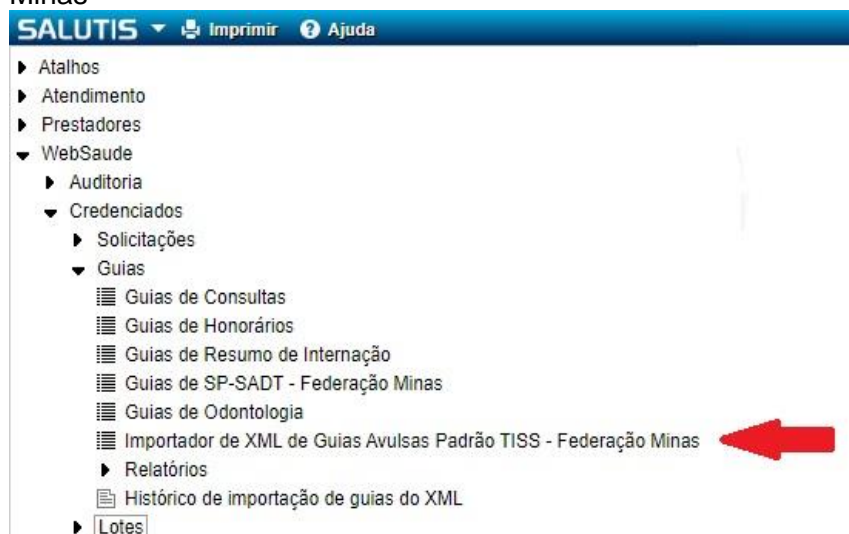 Minas
SALUTIS Imprimir Ajuda
Atalhos
Atendimento
Prestadores
WebSaude
Auditoria
Credenciados
Solicitações
Guias
Guias de Consultas
Guias de Honorários
Guias de Resumo de Internação
Guias de SP-SADT - Federação Minas
Guias de Odontologia
Importador de XML de Guias Avulsas Padrão TISS - Federação Minas
Relatórios
Histórico de importação de guias do XML
Lotes